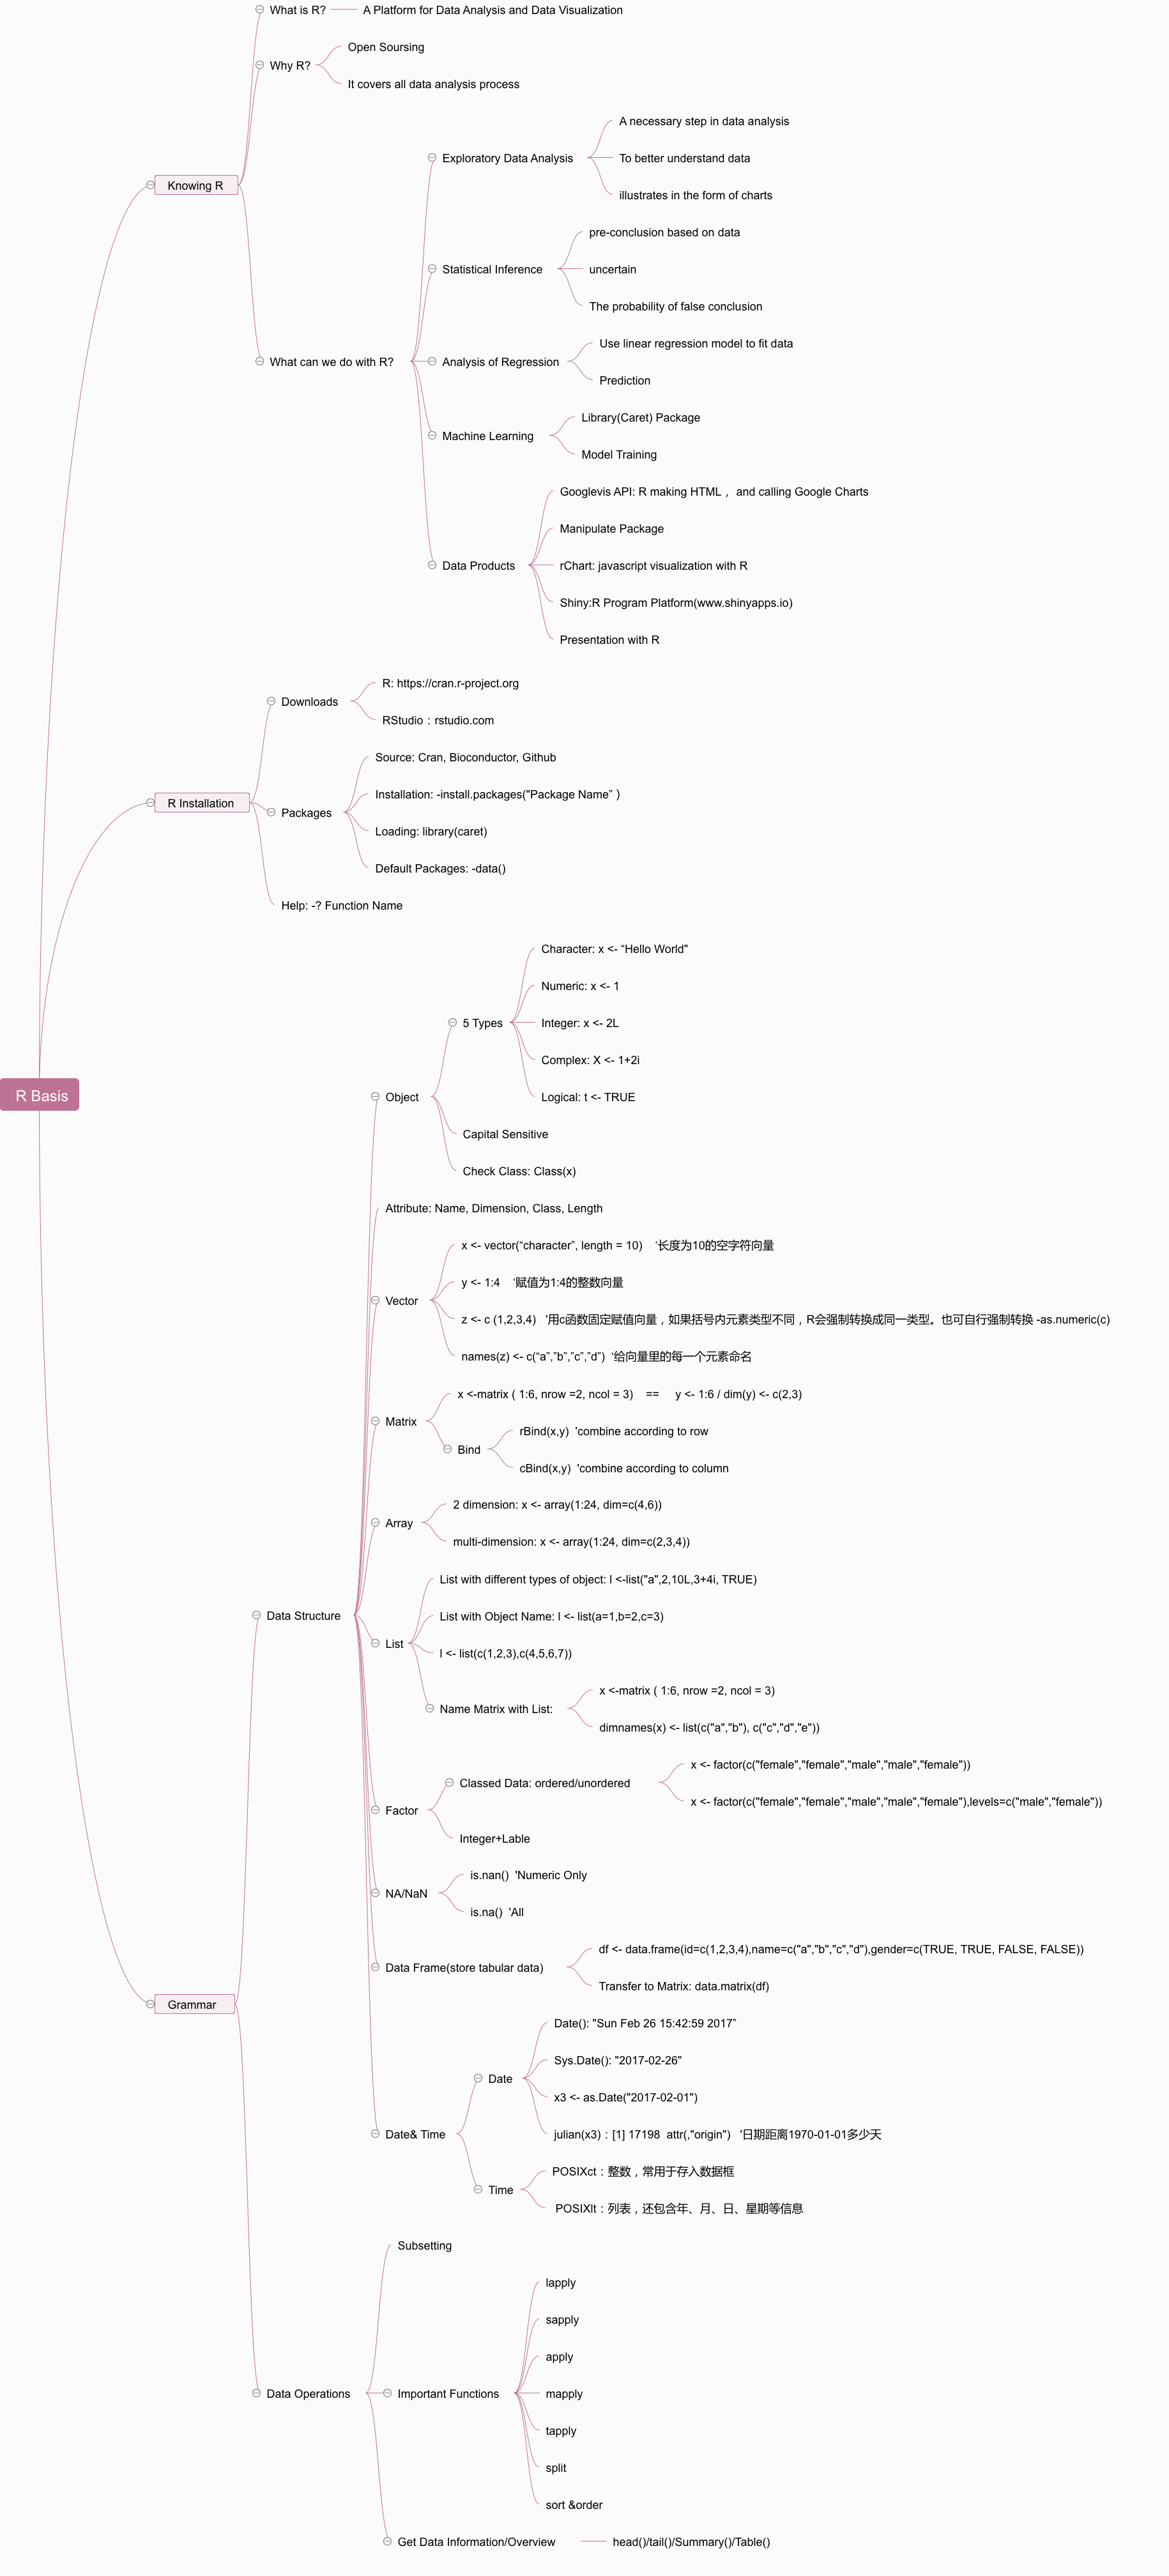 What is R?
A Platform for Data Analysis and Data Visualization
Open Soursing
Why R?
It covers all data analysis process
A necessary step in data analysis
Exploratory Data Analysis
To better understand data
Knowing R
illustrates in the form of charts
pre-conclusion based on data
Statistical Inference
uncertain
The probability of false conclusion
Use linear regression model to fit data
What can we do with R?
Analysis of Regression
Prediction
Library(Caret) Package
Machine Learning
Model Training
Googlevis API: R making HTML， and calling Google Charts
Manipulate Package
Data Products
rChart: javascript visualization with R
Shiny:R Program Platform(www.shinyapps.io)
Presentation with R
R: https://cran.r-project.org
Downloads
RStudio：rstudio.com
Source: Cran, Bioconductor, Github
R Installation
Installation: -install.packages("Package Name” )
Packages
Loading: library(caret)
Default Packages: -data()
Help: -? Function Name
Character: x <- “Hello World"
Numeric: x <- 1
5 Types
Integer: x <- 2L
Complex: X <- 1+2i
R Basis
Object
Logical: t <- TRUE
Capital Sensitive
Check Class: Class(x)
Attribute: Name, Dimension, Class, Length
x <- vector(“character”, length = 10) ‘长度为10的空字符向量
y <- 1:4 ‘赋值为1:4的整数向量
Vector
z <- c (1,2,3,4) '用c函数固定赋值向量，如果括号内元素类型不同，R会强制转换成同一类型。也可自行强制转换 -as.numeric(c)
names(z) <- c(“a”,”b”,”c”,”d”) ‘给向量里的每一个元素命名
x <-matrix ( 1:6, nrow =2, ncol = 3) == y <- 1:6 / dim(y) <- c(2,3)
Matrix
rBind(x,y) 'combine according to row
Bind
cBind(x,y) 'combine according to column
2 dimension: x <- array(1:24, dim=c(4,6))
Array
multi-dimension: x <- array(1:24, dim=c(2,3,4))
List with different types of object: l <-list("a",2,10L,3+4i, TRUE)
Data Structure
List with Object Name: l <- list(a=1,b=2,c=3)
List
l <- list(c(1,2,3),c(4,5,6,7))
x <-matrix ( 1:6, nrow =2, ncol = 3)
Name Matrix with List:
dimnames(x) <- list(c("a","b"), c("c","d","e"))
x <- factor(c("female","female","male","male","female"))
Classed Data: ordered/unordered
x <- factor(c("female","female","male","male","female"),levels=c("male","female"))
Factor
Integer+Lable
is.nan() 'Numeric Only
NA/NaN
is.na() 'All
df <- data.frame(id=c(1,2,3,4),name=c("a","b","c","d"),gender=c(TRUE, TRUE, FALSE, FALSE))
Data Frame(store tabular data)
Transfer to Matrix: data.matrix(df)
Grammar
Date(): "Sun Feb 26 15:42:59 2017”
Sys.Date(): "2017-02-26"
Date
x3 <- as.Date("2017-02-01")
Date& Time
julian(x3)：[1] 17198 attr(,"origin") '日期距离1970-01-01多少天
POSIXct：整数，常用于存入数据框
Time
POSIXlt：列表，还包含年、月、日、星期等信息
Subsetting
lapply
sapply
apply
Data Operations
Important Functions
mapply
tapply
split
sort &order
Get Data Information/Overview
head()/tail()/Summary()/Table()